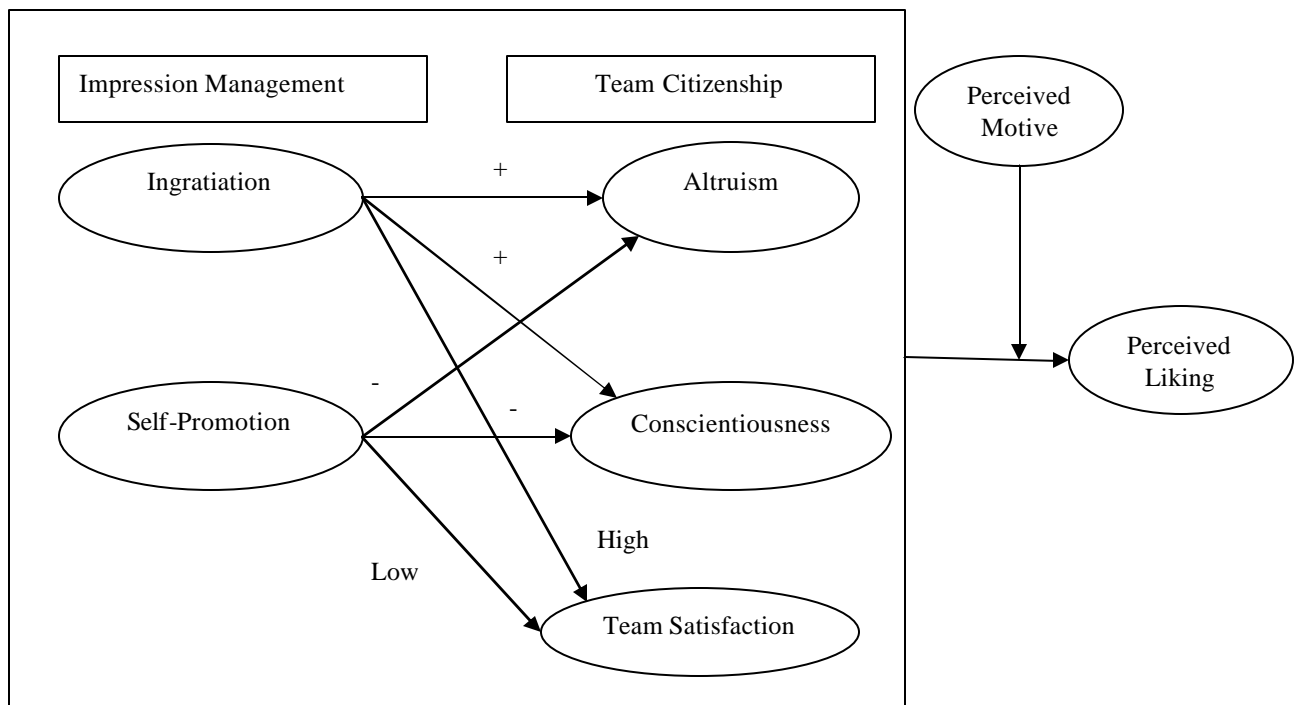 Impression Management
Team Citizenship
Perceived
Motive
Ingratiation
+
Altruism
+
Perceived
Liking
-
Self-Promotion
-
Conscientiousness
High
Low
Team Satisfaction